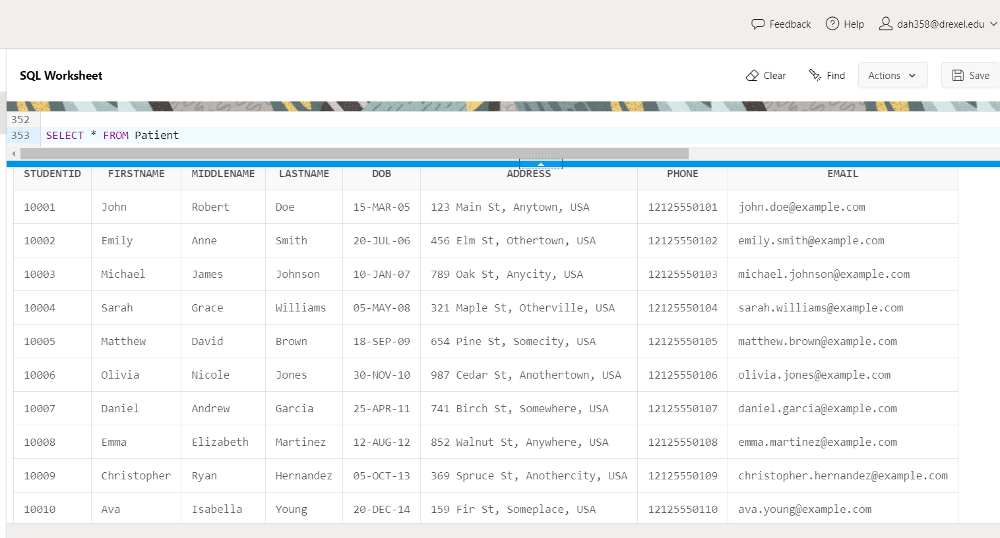 Feedback Help dah358@drexel.edu
SQL Worksheet Clear Find Actions Save
352
353 SELECT * FROM Patient
STUDENTID FIRSTNAME MIDDLENAME LASTNAME DOB ADDRESS PHONE EMAIL
10001 John Robert Doe 15-MAR-05 123 Main St, Anytown, USA 12125550101 john.doe@example.com
10002 Emily Anne Smith 20-JUL-06 456 Elm St, Othertown, USA 12125550102 emily.smith@example.com
10003 Michael James Johnson 10-JAN-07 789 Oak St, Anycity, USA 12125550103 michael.johnson@example.com
10004 Sarah Grace Williams 05-MAY-08 321 Maple St, Otherville, USA 12125550104 sarah.williams@example.com
10005 Matthew David Brown 18-SEP-09 654 Pine St, Somecity, USA 12125550105 matthew.brown@example.com
10006 Olivia Nicole Jones 30-NOV-10 987 Cedar St, Anothertown, USA 12125550106 olivia.jones@example.com
10007 Daniel Andrew Garcia 25-APR-11 741 Birch St, Somewhere, USA 12125550107 daniel.garcia@example.com
10008 Emma Elizabeth Martinez 12-AUG-12 852 Walnut St, Anywhere, USA 12125550108 emma.martinez@example.com
10009 Christopher Ryan Hernandez 05-OCT-13 369 Spruce St, Anothercity, USA 12125550109 christopher.hernandez@example.com
10010 Ava Isabella Young 20-DEC-14 159 Fir St, Someplace, USA 12125550110 ava.young@example.com